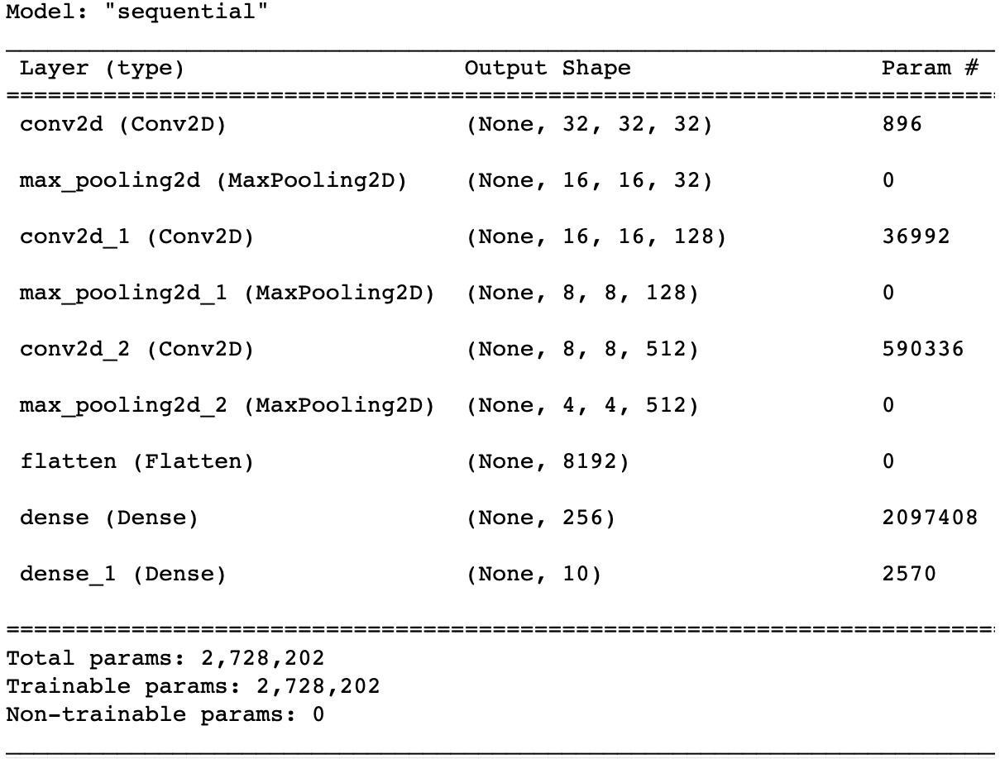 Model: "sequential"
Layer (type) Output Shape Param #
conv2d (Conv2D) (None, 32, 32, 32) 896
max_pooling2d (MaxPooling2D) (None, 16, 16, 32) 0
conv2d_1 (Conv2D) (None, 16, 16, 128) 36992
max_pooling2d_1 (MaxPooling2D) (None, 8, 8, 128) 0
conv2d_2 (Conv2D) (None, 8, 8, 512) 590336
max_pooling2d_2 (MaxPooling2D) (None, 4, 4, 512) 0
flatten (Flatten) (None, 8192) 0
dense (Dense) (None, 256) 2097408
dense_1 (Dense) (None, 10) 2570
Total params: 2,728,202
Trainable params: 2,728,202
Non-trainable params: 0